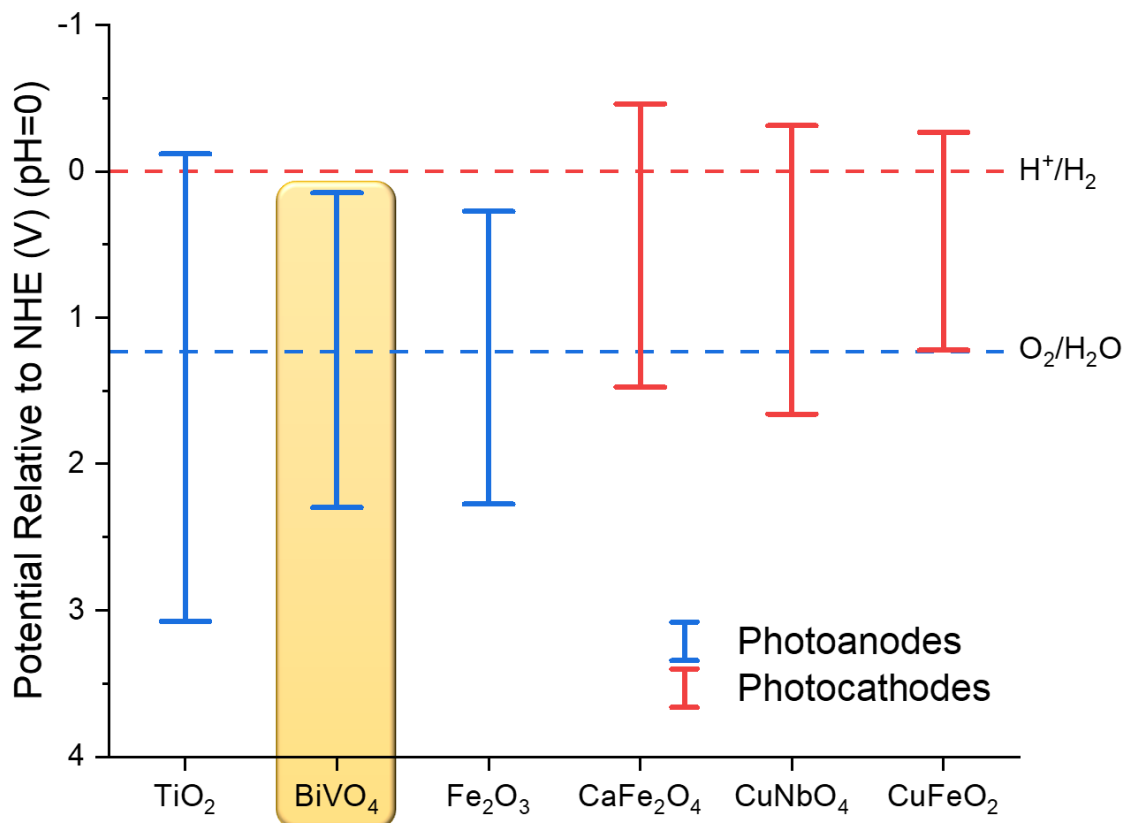 Potential Relative to NHE (V) (pH=0)
-1
0
1
2
3
4
H⁺/H₂
O₂/H₂O
Photoanodes
Photocathodes
TiO₂ BiVO₄ Fe₂O₃ CaFe₂O₄ CuNbO₄ CuFeO₂